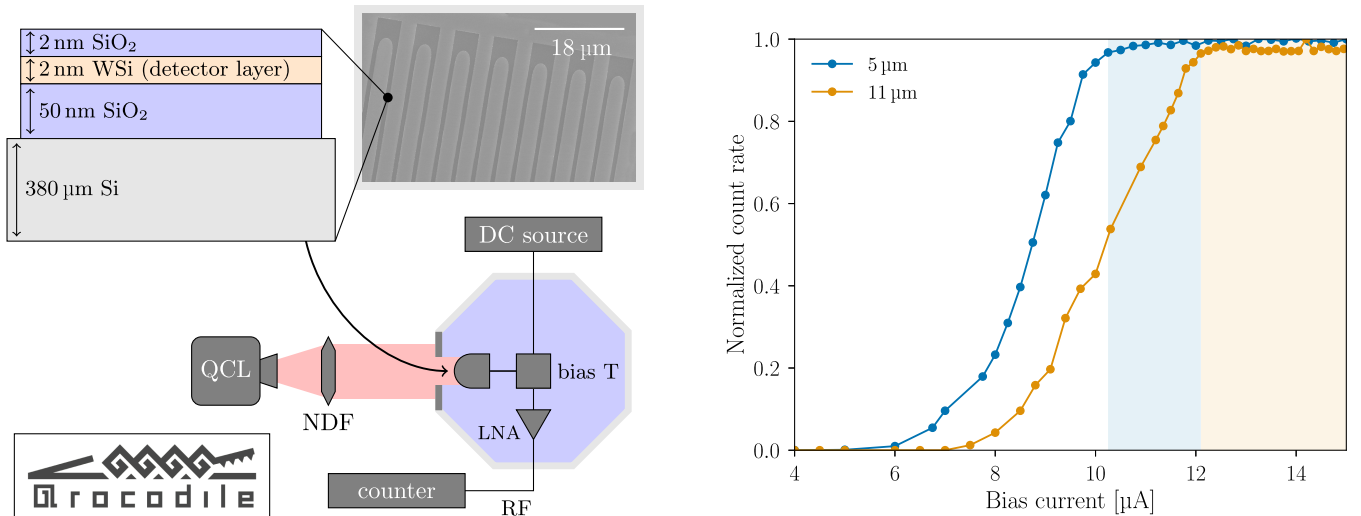 2 nm SiO₂
2 nm WSi (detector layer)
50 nm SiO₂
380 µm Si
18 µm
DC source
QCL
NDF
bias T
LNA
counter
RF
Qrocodile
1.0
0.8
0.6
0.4
0.2
0.0
Normalized count rate
5 µm
11 µm
4
6
8
10
12
14
Bias current [µA]